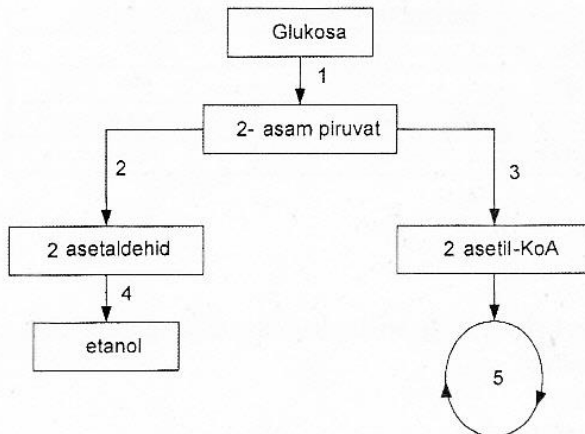 Glukosa
1
2- asam piruvat
2
3
2 asetaldehid
2 asetil-KoA
4
etanol
5